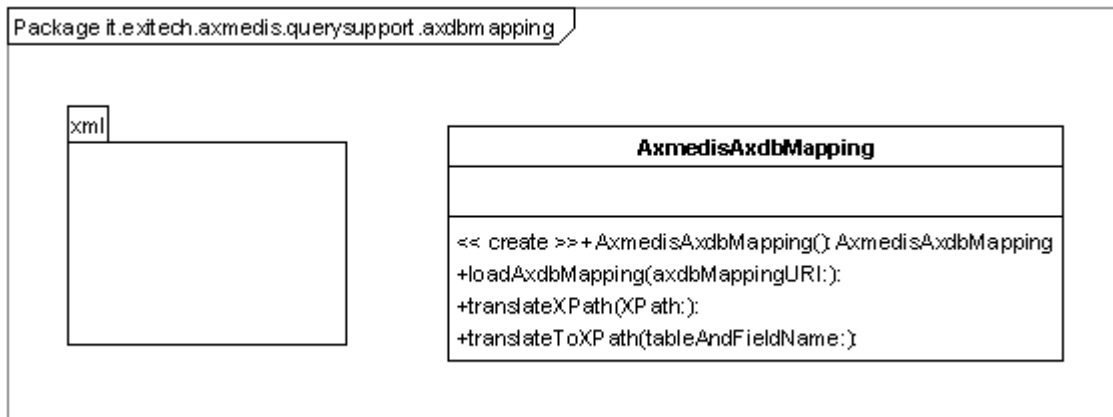 Package it.exitech.axmedis.querysupport.axdbmapping
xml
AxmedisAxdbMapping
<< create >>+AxmedisAxdbMapping(): AxmedisAxdbMapping
+loadAxdbMapping(axdbMappingURI:):
+translateXPath(XPath:):
+translateToXPath(tableAndFieldName:):